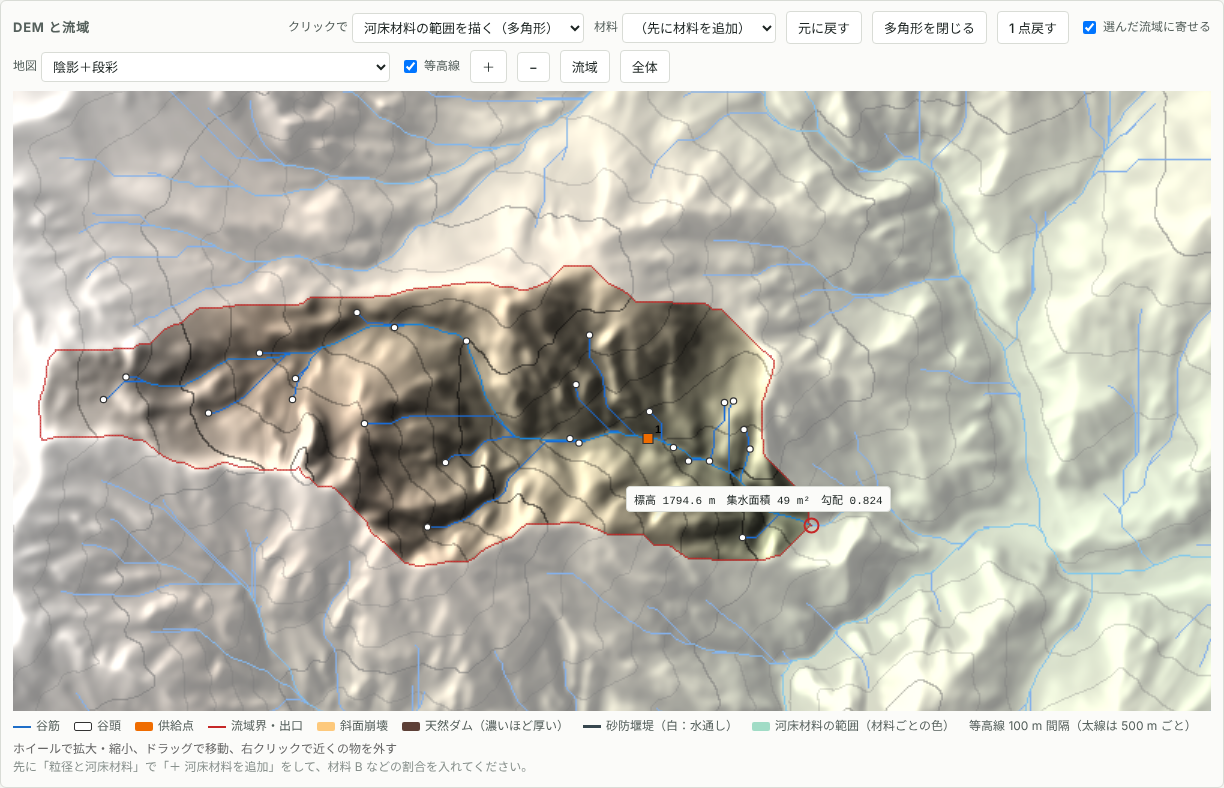 DEM と流域 クリックで 河床材料の範囲を描く（多角形） 材料 （先に材料を追加） 元に戻す 多角形を閉じる 1 点戻す 選んだ流域に寄せる
地図 陰影＋段彩 等高線 ＋ － 流域 全体
1
標高 1794.6 m 集水面積 49 m² 勾配 0.824
谷筋 谷頭 供給点 流域界・出口 斜面崩壊 天然ダム（濃いほど厚い） 砂防堰堤（白：水通し） 河床材料の範囲（材料ごとの色） 等高線 100 m 間隔（太線は 500 m ごと）
ホイールで拡大・縮小、ドラッグで移動、右クリックで近くの物を外す
先に「粒径と河床材料」で「＋ 河床材料を追加」をして、材料 B などの割合を入れてください。